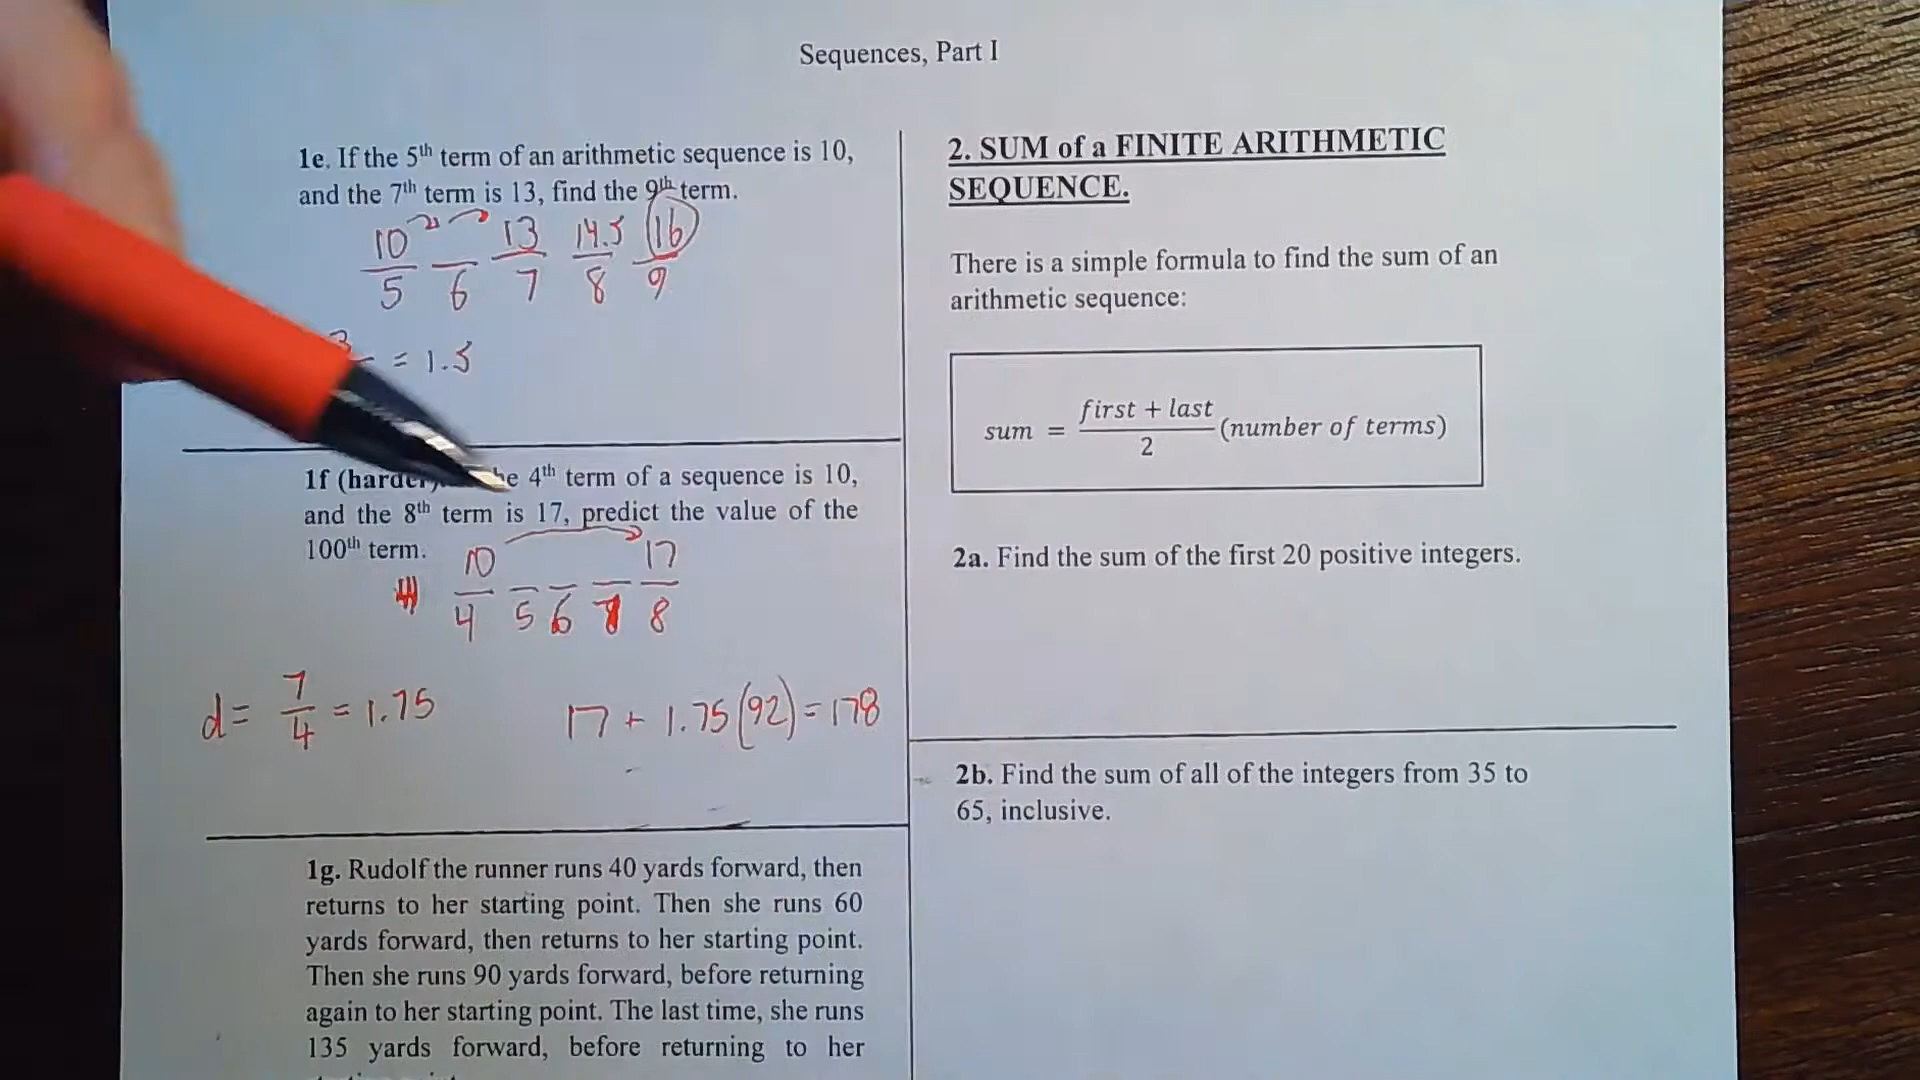 Sequences, Part I
1e. If the 5th term of an arithmetic sequence is 10,
and the 7th term is 13, find the 9th term.
10 13 14.5 16
5 6 7 8 9
= 1.5
1f (harder). he 4th term of a sequence is 10,
and the 8th term is 17, predict the value of the
100th term.
10 17
4 5 6 7 8
d = 7/4 = 1.75
17 + 1.75(92) = 178
1g. Rudolf the runner runs 40 yards forward, then
returns to her starting point. Then she runs 60
yards forward, then returns to her starting point.
Then she runs 90 yards forward, before returning
again to her starting point. The last time, she runs
135 yards forward, before returning to her
2. SUM of a FINITE ARITHMETIC
SEQUENCE.
There is a simple formula to find the sum of an
arithmetic sequence:
sum = first + last / 2 (number of terms)
2a. Find the sum of the first 20 positive integers.
2b. Find the sum of all of the integers from 35 to
65, inclusive.